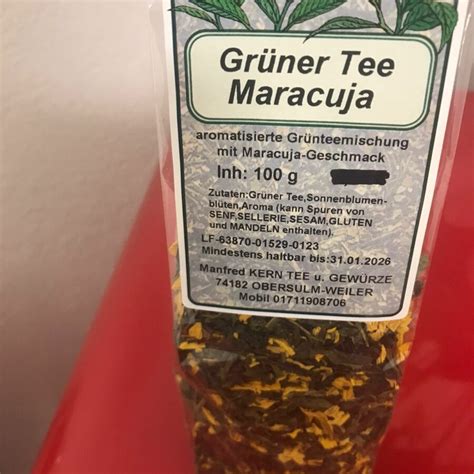 Grüner Tee
Maracuja
aromatisierte Grünteemischung
mit Maracuja-Geschmack
Inh: 100 g
Zutaten:Grüner Tee,Sonnenblumen-
blüten,Aroma (kann Spuren von
SENF,SELLERIE,SESAM,GLUTEN
und MANDELN enthalten).
LF-63870-01529-0123
Mindestens haltbar bis:31.01.2026
Manfred KERN TEE u. GEWÜRZE
74182 OBERSULM-WEILER
Mobil 01711908706